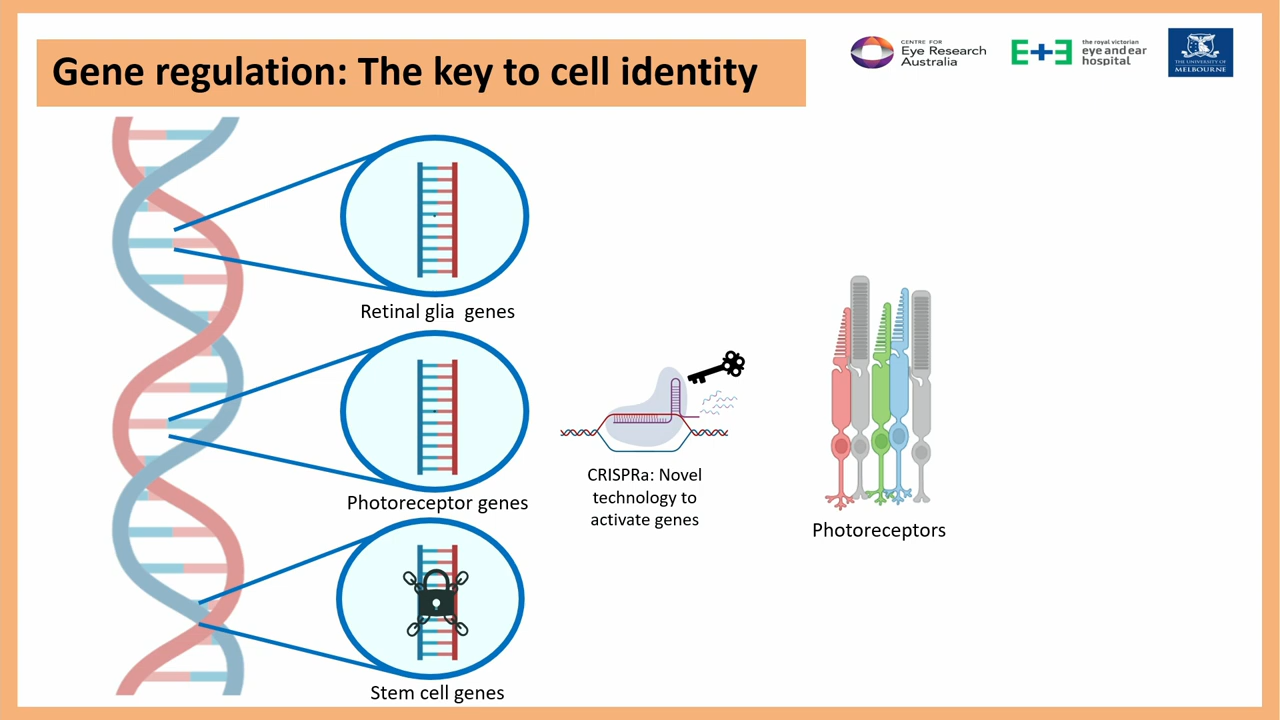 Gene regulation: The key to cell identity
CENTRE FOR
Eye Research
Australia
E+E
the royal victorian
eye and ear
hospital
THE UNIVERSITY OF
MELBOURNE
Retinal glia genes
Photoreceptor genes
CRISPRa: Novel
technology to
activate genes
Photoreceptors
Stem cell genes